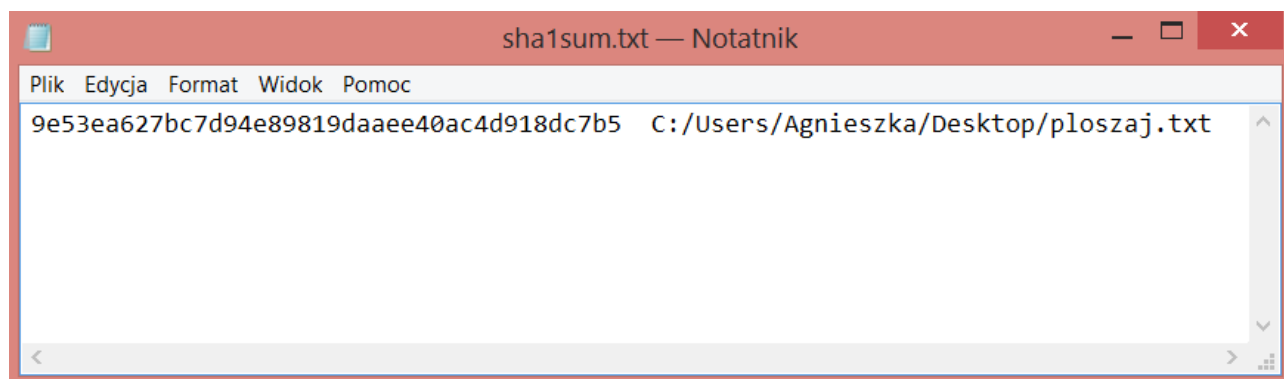 sha1sum.txt — Notatnik
Plik Edycja Format Widok Pomoc
9e53ea627bc7d94e89819daaee40ac4d918dc7b5 C:/Users/Agnieszka/Desktop/ploszaj.txt